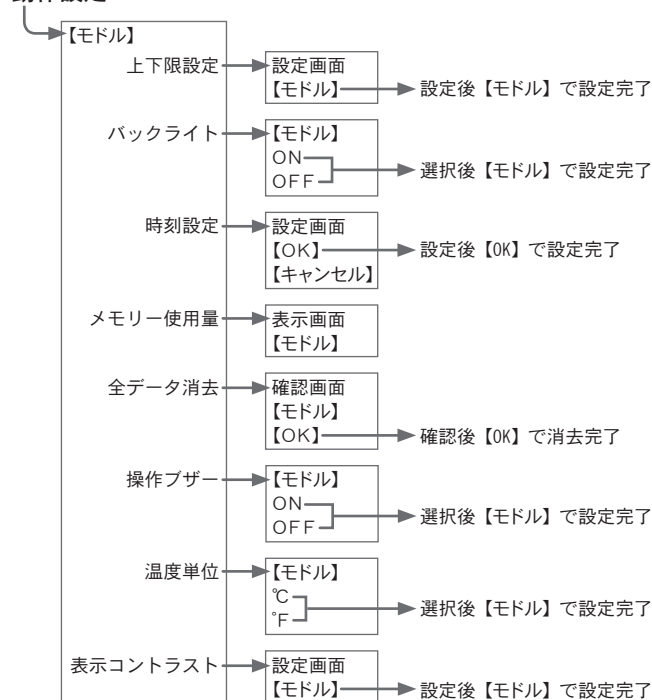 【モドル】
上下限設定
設定画面
【モドル】
設定後【モドル】で設定完了
バックライト
【モドル】
ON
OFF
選択後【モドル】で設定完了
時刻設定
設定画面
【OK】
【キャンセル】
設定後【OK】で設定完了
メモリー使用量
表示画面
【モドル】
全データ消去
確認画面
【モドル】
【OK】
確認後【OK】で消去完了
操作ブザー
【モドル】
ON
OFF
選択後【モドル】で設定完了
温度単位
【モドル】
℃
°F
選択後【モドル】で設定完了
表示コントラスト
設定画面
【モドル】
設定後【モドル】で設定完了